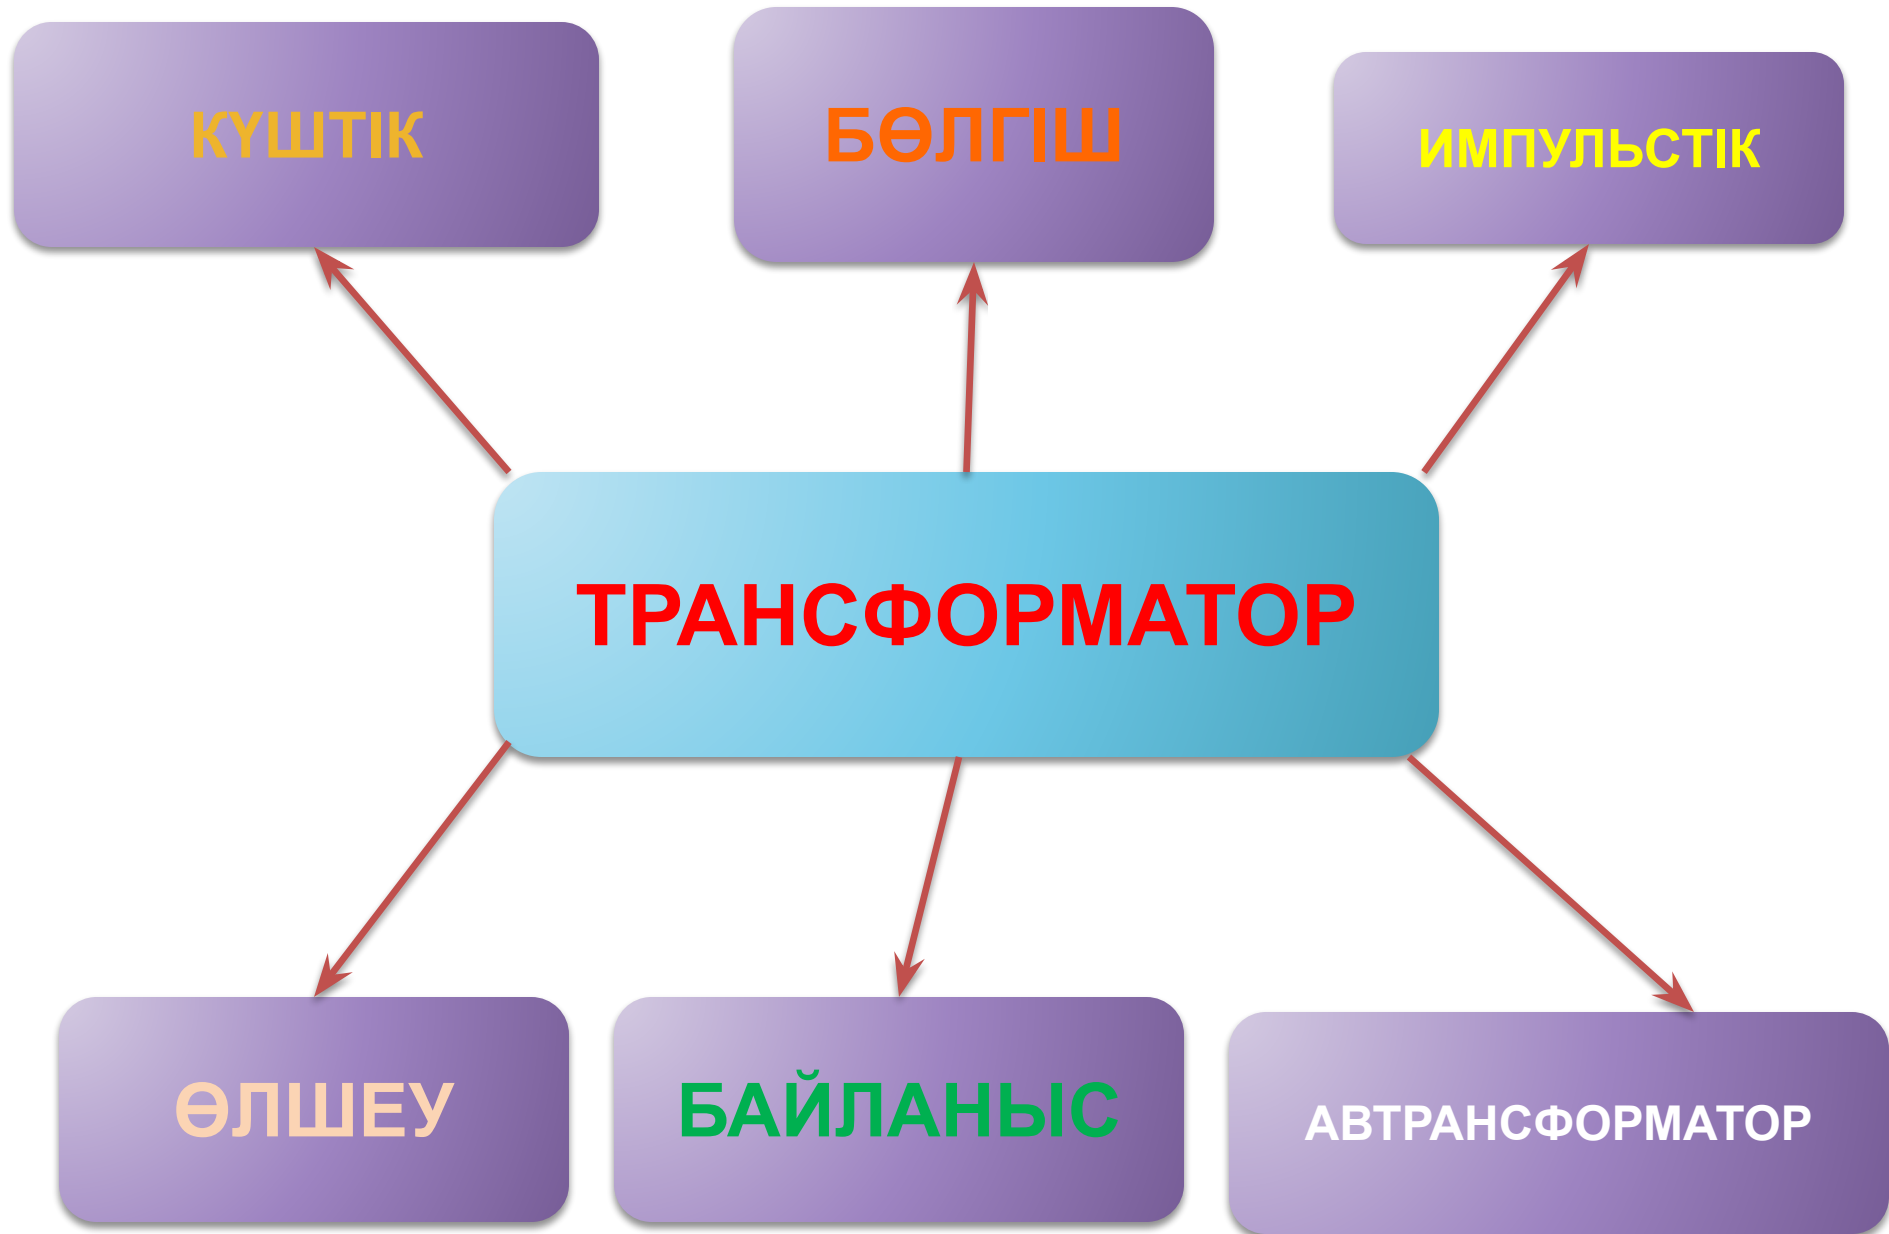 КҮШТІК
БӨЛГІШ
ИМПУЛЬСТІК
ТРАНСФОРМАТОР
ӨЛШЕУ
БАЙЛАНЫС
АВТРАНСФОРМАТОР